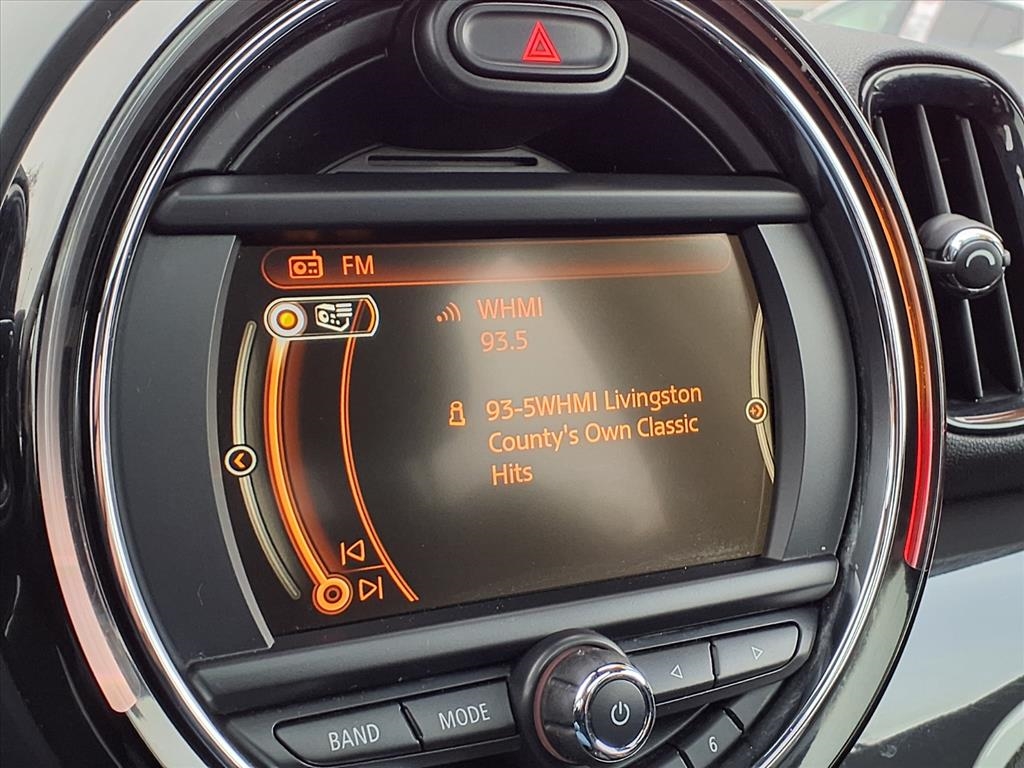 FM
WHMI
93.5
93-5WHMI Livingston
County's Own Classic
Hits
BAND
MODE
6